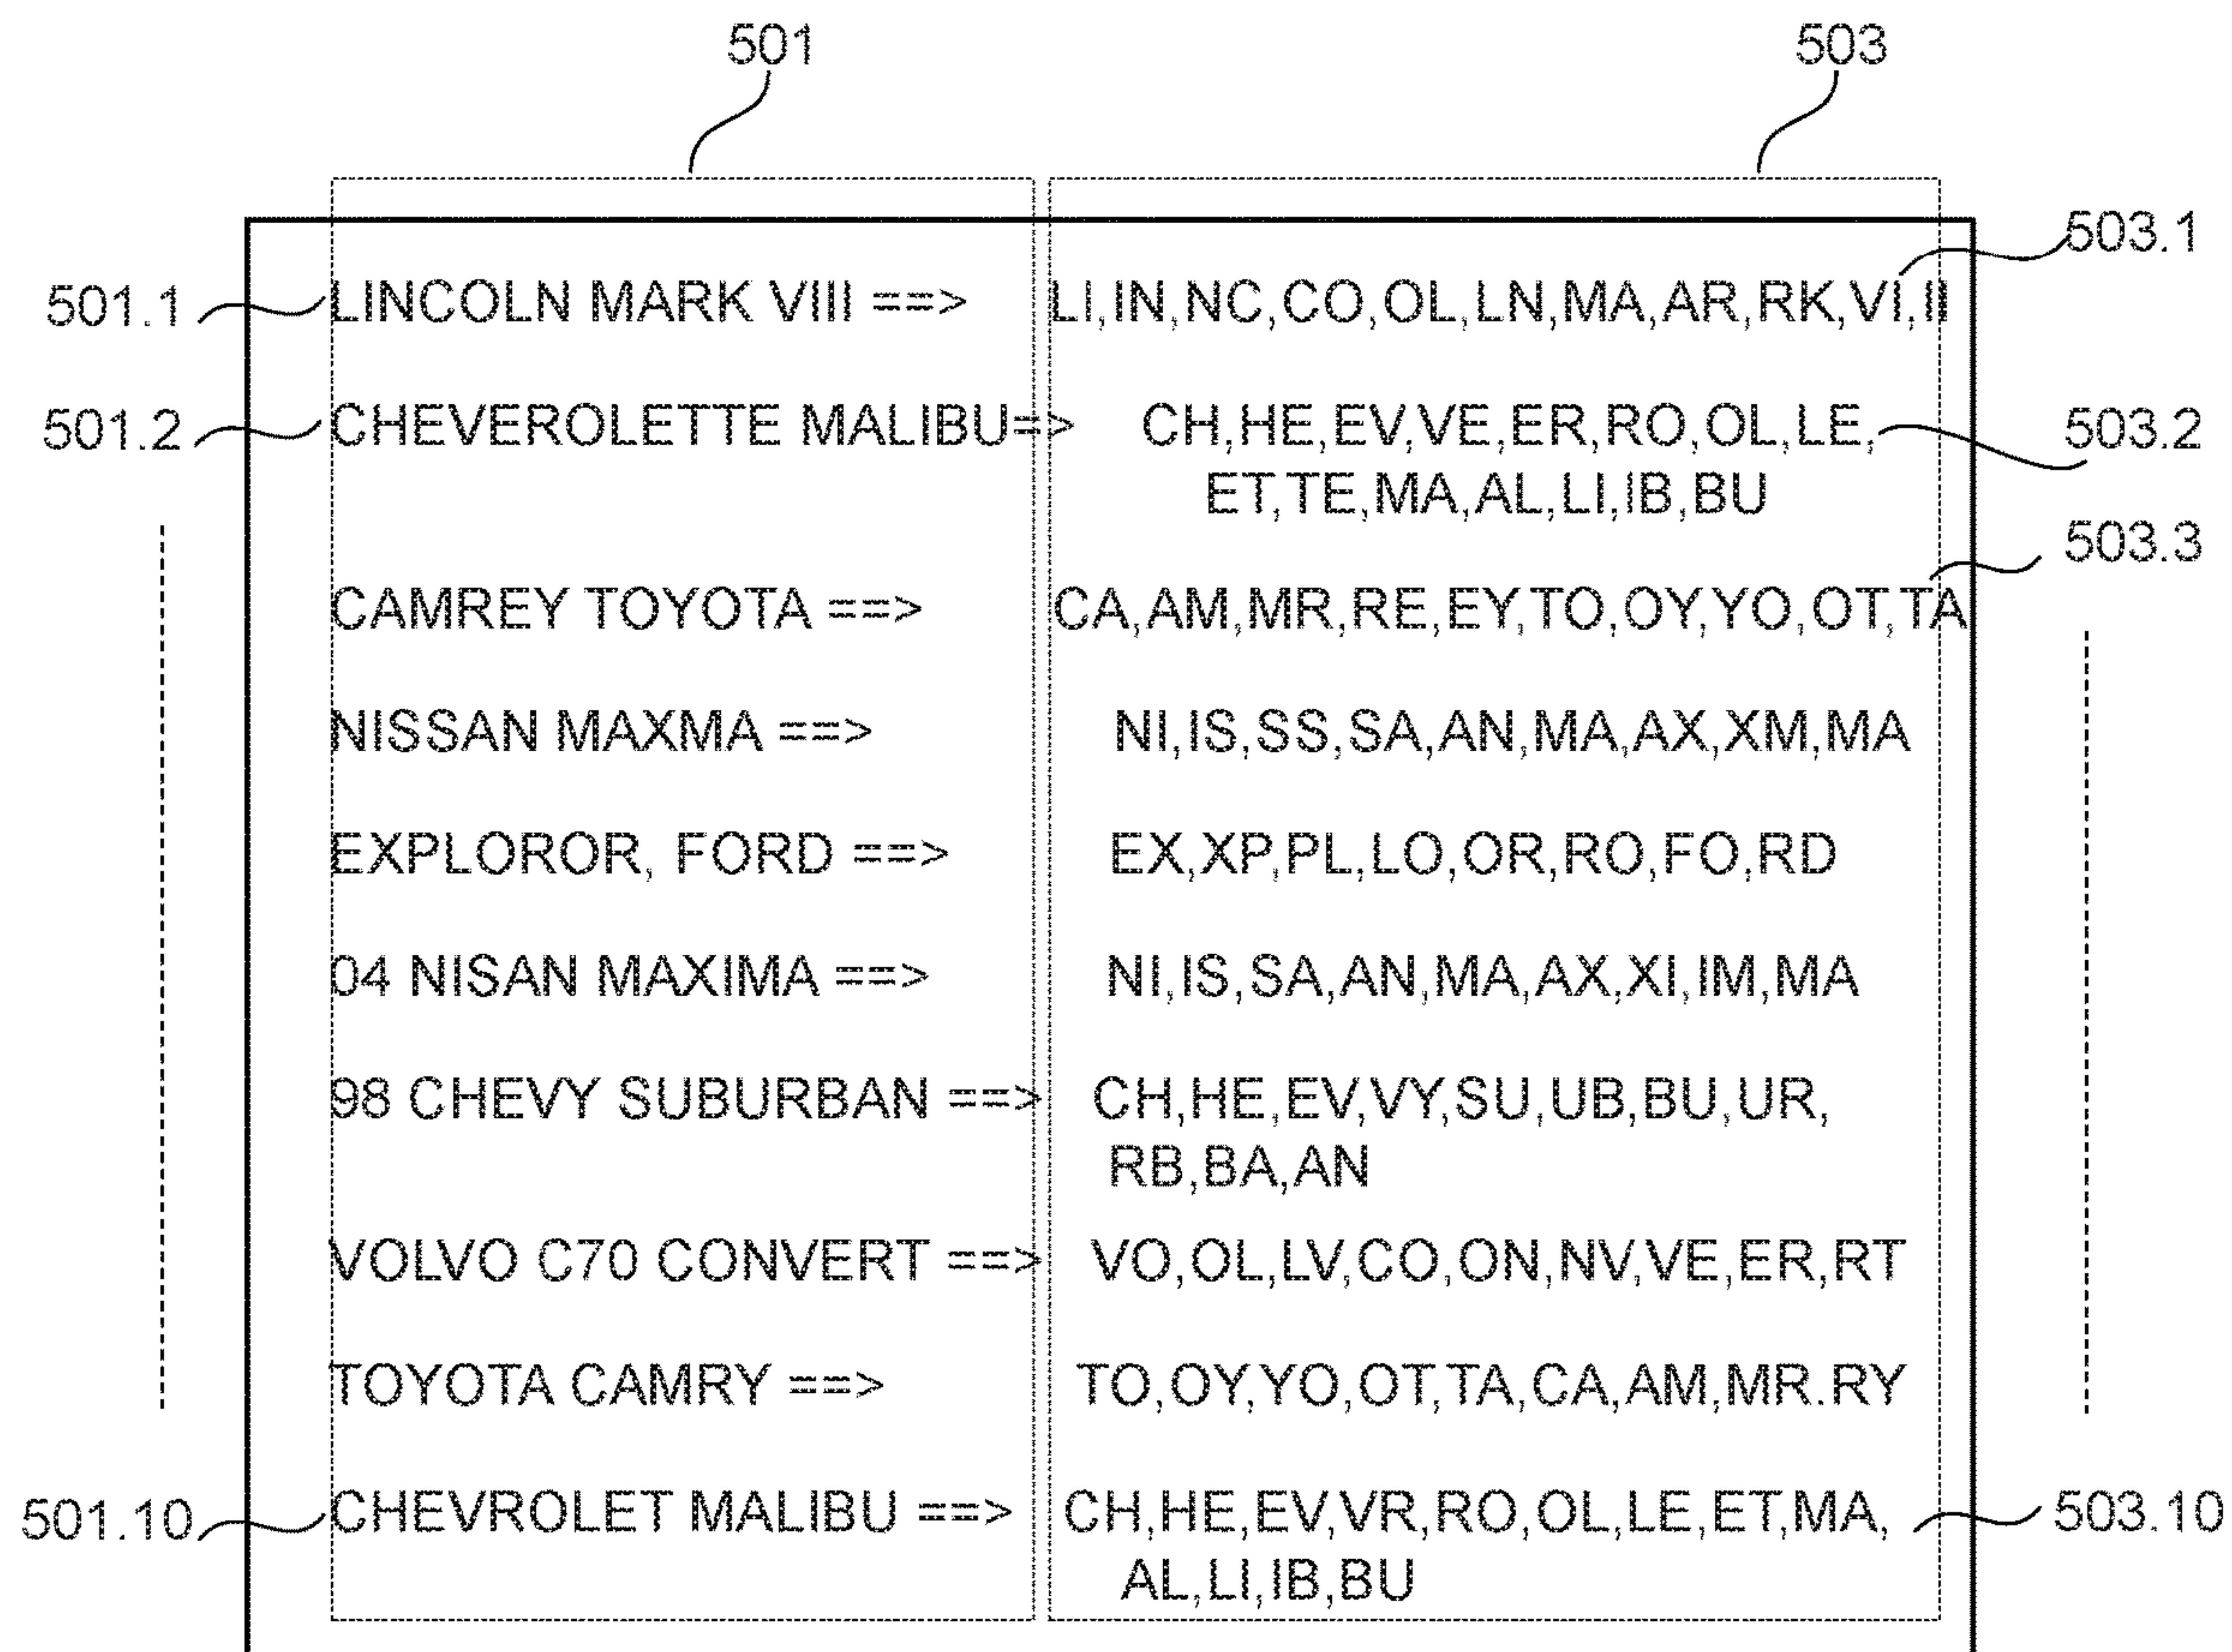 501 503
503.1
501.1 LINCOLN MARK VIII ==> LI,IN,NC,CO,OL,LN,MA,AR,RK,VI,II
501.2 CHEVEROLETTE MALIBU=> CH,HE,EV,VE,ER,RO,OL,LE, 503.2
ET,TE,MA,AL,LI,IB,BU
503.3
CAMREY TOYOTA ==> CA,AM,MR,RE,EY,TO,OY,YO,OT,TA
NISSAN MAXMA ==> NI,IS,SS,SA,AN,MA,AX,XM,MA
EXPLOROR, FORD ==> EX,XP,PL,LO,OR,RO,FO,RD
04 NISAN MAXIMA ==> NI,IS,SA,AN,MA,AX,XI,IM,MA
98 CHEVY SUBURBAN ==> CH,HE,EV,VY,SU,UB,BU,UR,
RB,BA,AN
VOLVO C70 CONVERT ==> VO,OL,LV,CO,ON,NV,VE,ER,RT
TOYOTA CAMRY ==> TO,OY,YO,OT,TA,CA,AM,MR.RY
501.10 CHEVROLET MALIBU ==> CH,HE,EV,VR,RO,OL,LE,ET,MA, 503.10
AL,LI,IB,BU